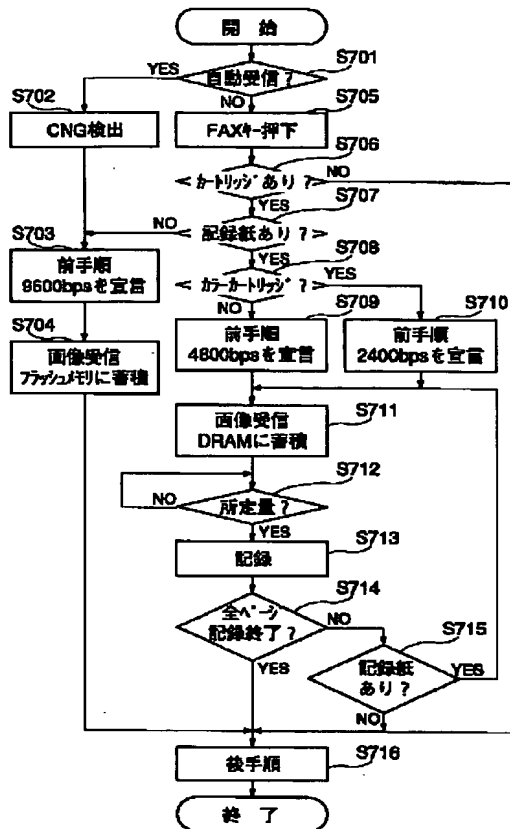 開 始
S701
YES
自動受信?
S702
NO
S705
CNG検出
FAXキー押下
S706
カートリッジあり?
NO
S707
YES
S703
NO
記録紙あり?
S708
YES
前手順
9600bpsを宣言
カラーカートリッジ?
YES
S709
S710
NO
S704
前手順
4800bpsを宣言
前手順
2400bpsを宣言
画像受信
フラッシュメモリに蓄積
S711
画像受信
DRAMに蓄積
S712
NO
所定量?
YES
S713
記録
S714
全ページ
記録終了?
NO
S715
YES
記録紙
あり?
YES
NO
S716
後手順
終 了